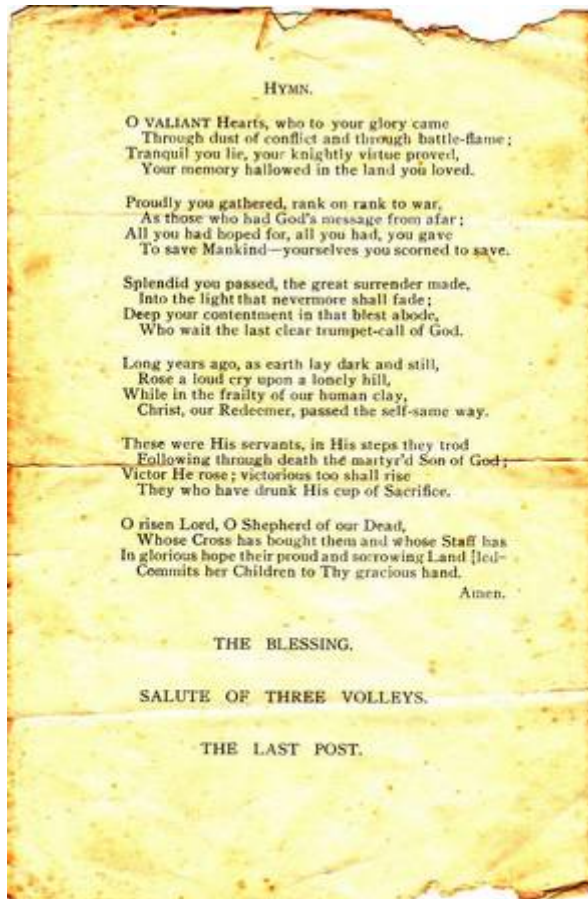 HYMN.
O VALIANT Hearts, who to your glory came
Through dust of conflict and through battle-flame;
Tranquil you lie, your knightly virtue proved,
Your memory hallowed in the land you loved.
Proudly you gathered, rank on rank to war,
As those who had God's message from afar;
All you had hoped for, all you had, you gave
To save Mankind—yourselves you scorned to save.
Splendid you passed, the great surrender made,
Into the light that nevermore shall fade;
Deep your contentment in that blest abode,
Who wait the last clear trumpet-call of God.
Long years ago, as earth lay dark and still,
Rose a loud cry upon a lonely hill,
While in the frailty of our human clay,
Christ, our Redeemer, passed the self-same way.
These were His servants, in His steps they trod
Following through death the martyr'd Son of God;
Victor He rose; victorious too shall rise
They who have drunk His cup of Sacrifice.
O risen Lord, O Shepherd of our Dead,
Whose Cross has bought them and whose Staff has
In glorious hope their proud and sorrowing Land [led—
Commits her Children to Thy gracious hand.
Amen.
THE BLESSING.
SALUTE OF THREE VOLLEYS.
THE LAST POST.